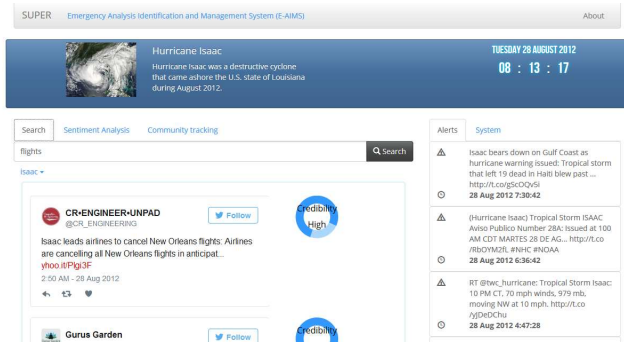 SUPER Emergency Analysis Identification and Management System (E-AIMS) About
Hurricane Isaac
Hurricane Isaac was a destructive cyclone
that came ashore the U.S. state of Louisiana
during August 2012.
TUESDAY 28 AUGUST 2012
08 : 13 : 17
Search Sentiment Analysis Community tracking
flights Search
Isaac
CR•ENGINEER•UNPAD
@CR_ENGINEERING
Follow
Credibility
High
Isaac leads airlines to cancel New Orleans flights: Airlines
are cancelling all New Orleans flights in anticipat...
yhoo.it/Plgi3F
2:50 AM - 28 Aug 2012
Gurus Garden
Follow
Credibility
Alerts System
Isaac bears down on Gulf Coast as
hurricane warning issued: Tropical storm
that left 19 dead in Haiti blew past ...
http://t.co/gScOQvSi
28 Aug 2012 7:30:42
(Hurricane Isaac) Tropical Storm ISAAC
Aviso Publico Number 28A: Issued at 100
AM CDT MARTES 28 DE AG... http://t.co
/RbOYM2fL #NHC #NOAA
28 Aug 2012 6:36:42
RT @twc_hurricane: Tropical Storm Isaac:
10 PM CT, 70 mph winds, 979 mb,
moving NW at 10 mph. http://t.co
/yJDeDChu
28 Aug 2012 4:47:28